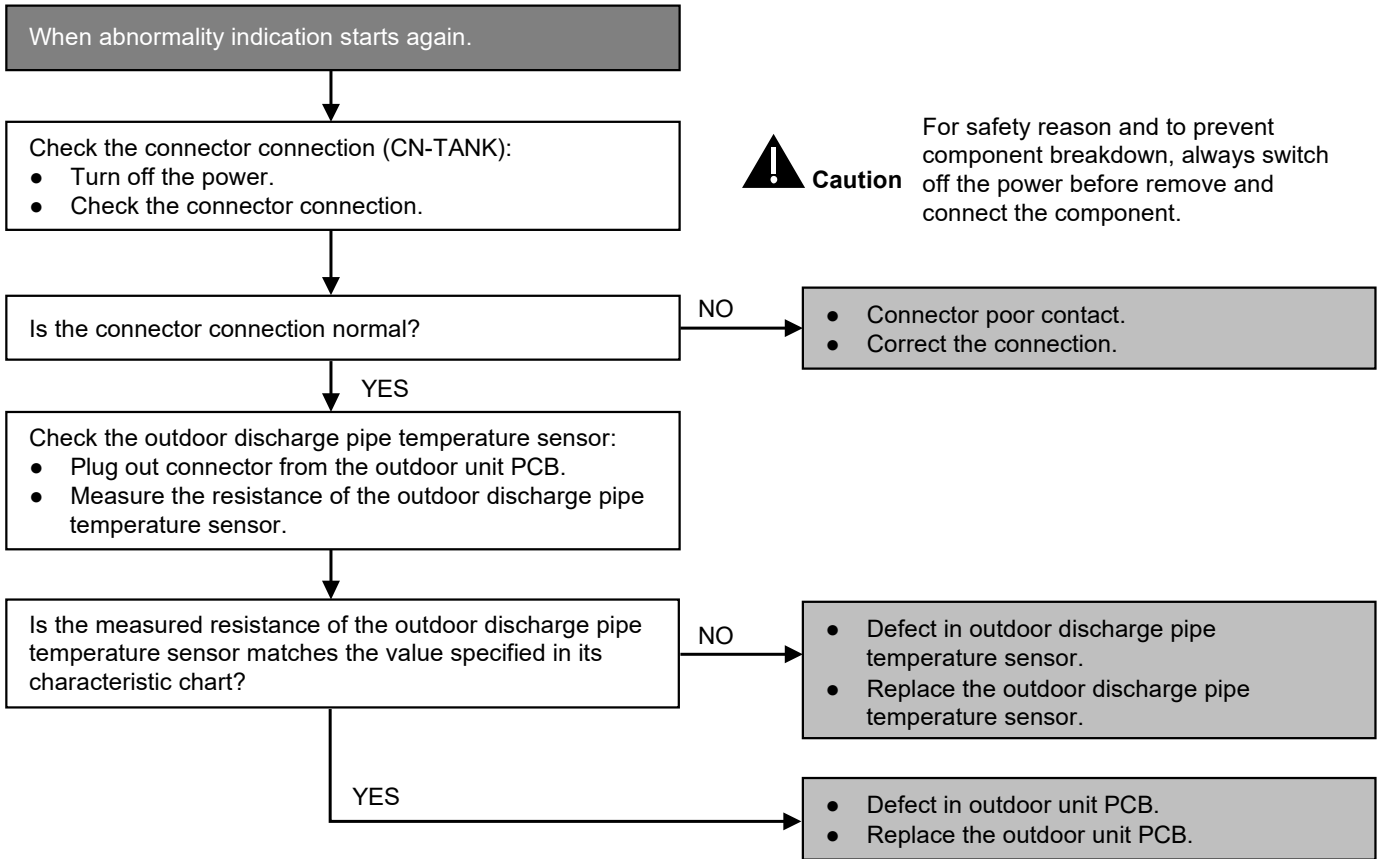 When abnormality indication starts again.
Check the connector connection (CN-TANK):
● Turn off the power.
● Check the connector connection.
Caution
For safety reason and to prevent
component breakdown, always switch
off the power before remove and
connect the component.
Is the connector connection normal?
NO
● Connector poor contact.
● Correct the connection.
YES
Check the outdoor discharge pipe temperature sensor:
● Plug out connector from the outdoor unit PCB.
● Measure the resistance of the outdoor discharge pipe
temperature sensor.
Is the measured resistance of the outdoor discharge pipe
temperature sensor matches the value specified in its
characteristic chart?
NO
● Defect in outdoor discharge pipe
temperature sensor.
● Replace the outdoor discharge pipe
temperature sensor.
YES
● Defect in outdoor unit PCB.
● Replace the outdoor unit PCB.